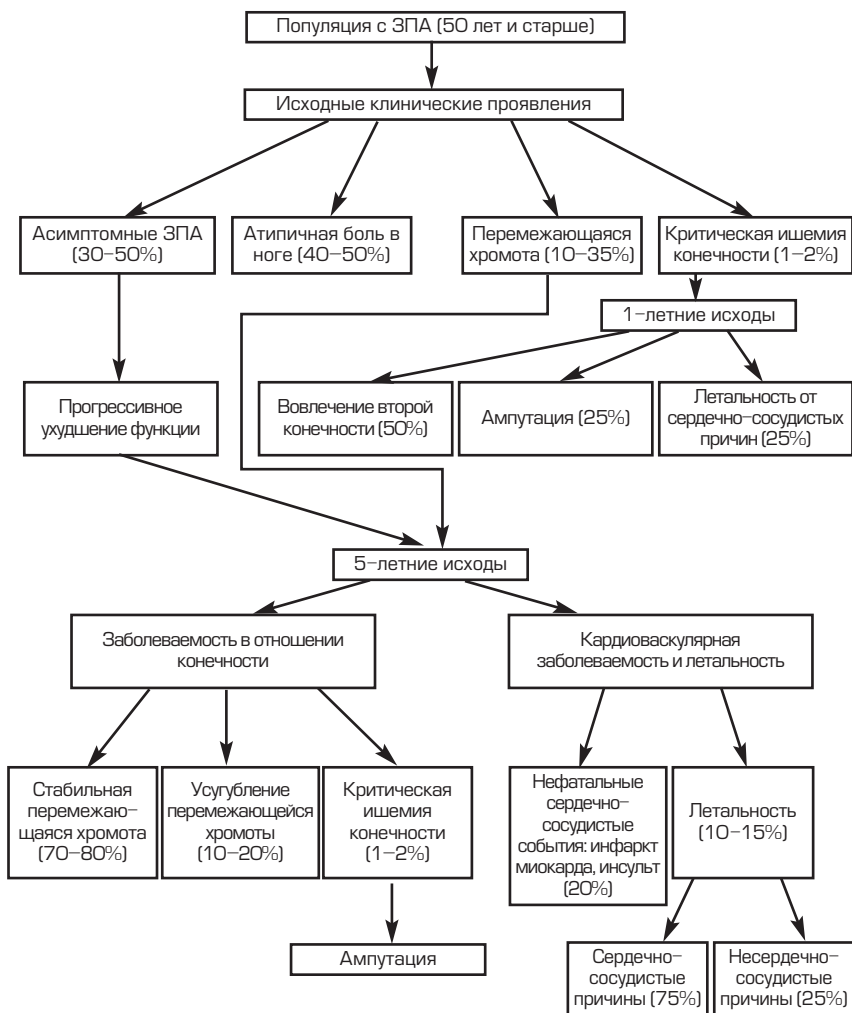 Популяция с ЗПА (50 лет и старше)
Исходные клинические проявления
Асимптомные ЗПА
(30–50%)
Атипичная боль в
ноге (40–50%)
Перемежающаяся
хромота (10–35%)
Критическая ишемия
конечности (1–2%)
1–летние исходы
Прогрессивное
ухудшение функции
Вовлечение второй
конечности (50%)
Ампутация (25%)
Летальность от
сердечно–сосудистых
причин (25%)
5–летние исходы
Заболеваемость в отношении
конечности
Кардиоваскулярная
заболеваемость и летальность
Стабильная
перемежаю–
щаяся хромота
(70–80%)
Усугубление
перемежающейся
хромоты
(10–20%)
Критическая
ишемия
конечности
(1–2%)
Нефатальные
сердечно–
сосудистые
события: инфаркт
миокарда, инсульт
(20%)
Летальность
(10–15%)
Ампутация
Сердечно–
сосудистые
причины (75%)
Несердечно–
сосудистые
причины (25%)